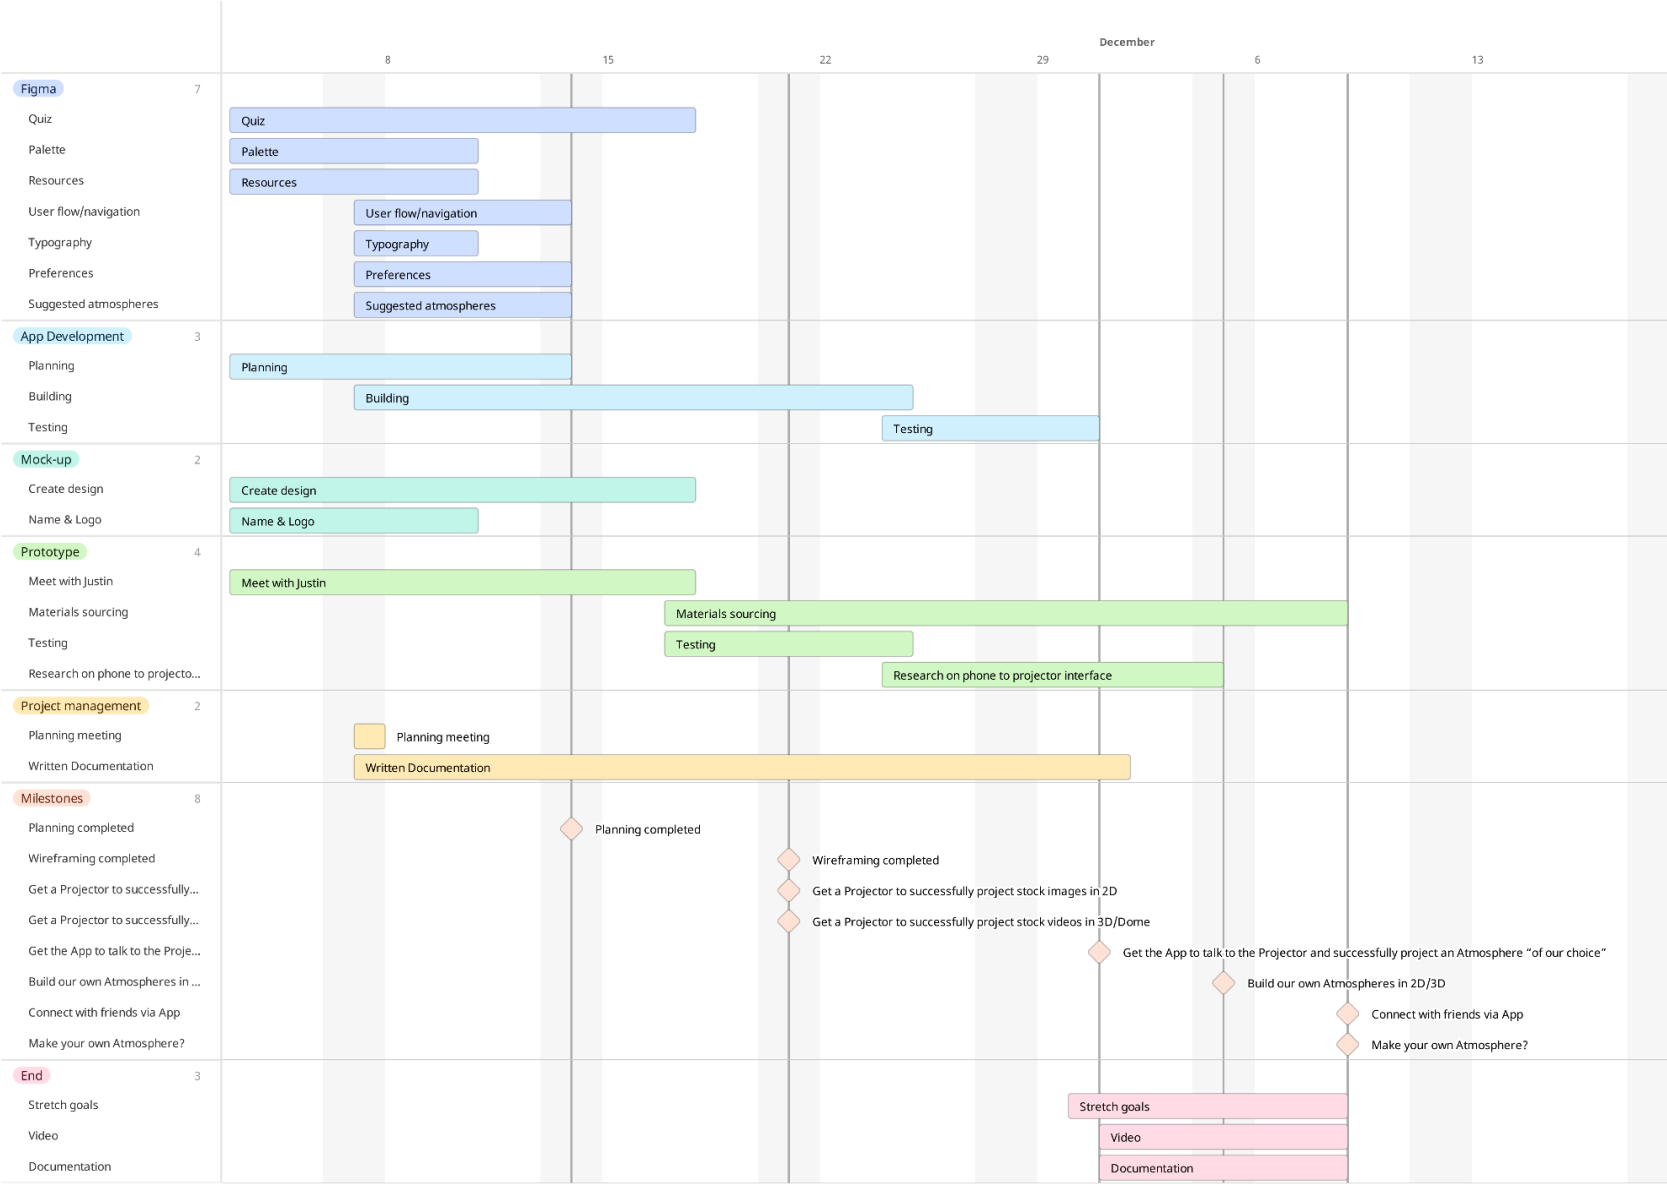 December
8 15 22 29 6 13
Figma 7
Quiz Quiz
Palette Palette
Resources Resources
User flow/navigation User flow/navigation
Typography Typography
Preferences Preferences
Suggested atmospheres Suggested atmospheres
App Development 3
Planning Planning
Building Building
Testing Testing
Mock-up 2
Create design Create design
Name & Logo Name & Logo
Prototype 4
Meet with Justin Meet with Justin
Materials sourcing Materials sourcing
Testing Testing
Research on phone to projecto... Research on phone to projector interface
Project management 2
Planning meeting Planning meeting
Written Documentation Written Documentation
Milestones 8
Planning completed Planning completed
Wireframing completed Wireframing completed
Get a Projector to successfully... Get a Projector to successfully project stock images in 2D
Get a Projector to successfully... Get a Projector to successfully project stock videos in 3D/Dome
Get the App to talk to the Proje... Get the App to talk to the Projector and successfully project an Atmosphere “of our choice”
Build our own Atmospheres in ... Build our own Atmospheres in 2D/3D
Connect with friends via App Connect with friends via App
Make your own Atmosphere? Make your own Atmosphere?
End 3
Stretch goals Stretch goals
Video Video
Documentation Documentation